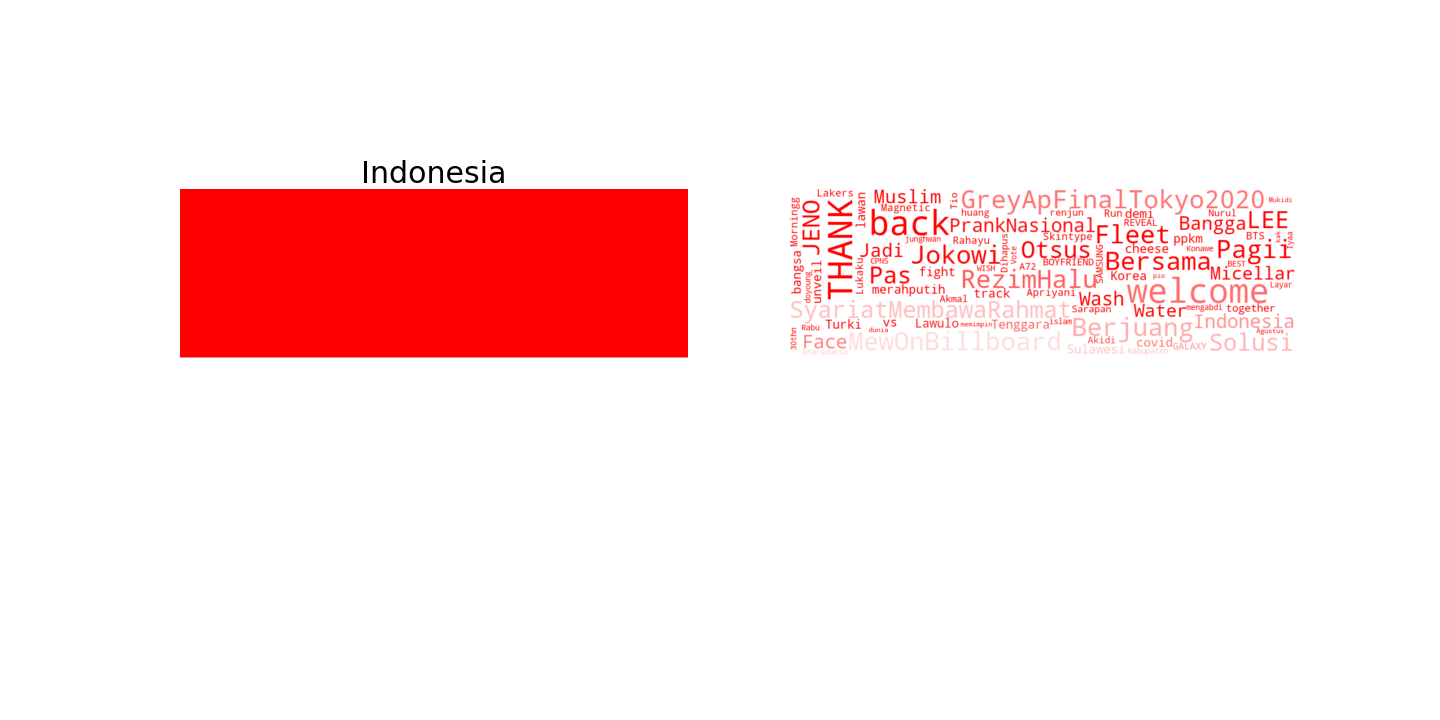 Indonesia
Lakers
Muslim
Tio
GreyApFinalTokyo2020
Mukidi
Morningg
JENO
THANK
lawan
Magnetic
back
huang
renjun
Run
demi
Nurul
LEE
PrankNasional
REVEAL
Bangga
Fleet
BTS
kak
Iyaa
junghwan
Rahayu
Skintype
ppkm
Pagii
Jadi
Jokowi
Dihapus
Vote
Otsus
cheese
Konawe
bangsa
unveil
doyoung
Lukaku
CPNS
Pas
fight
WISH
A72
BOYFRIEND
SAMSUNG
Bersama
BEST
RezimHalu
Korea
pio
Micellar
merahputih
Akmal
track
Apriyani
Wash
welcome
Layar
SyariatMembawaRahmat
Sarapan
Water
mengabdi
together
30thn
Rabu
Turki
vs
dunia
Lawulo
memimpin
Tenggara
islam
Berjuang
Indonesia
Agustus
Face
MewOnBillboard
Akidi
covid
GALAXY
Solusi
Sulawesi
Kabupaten